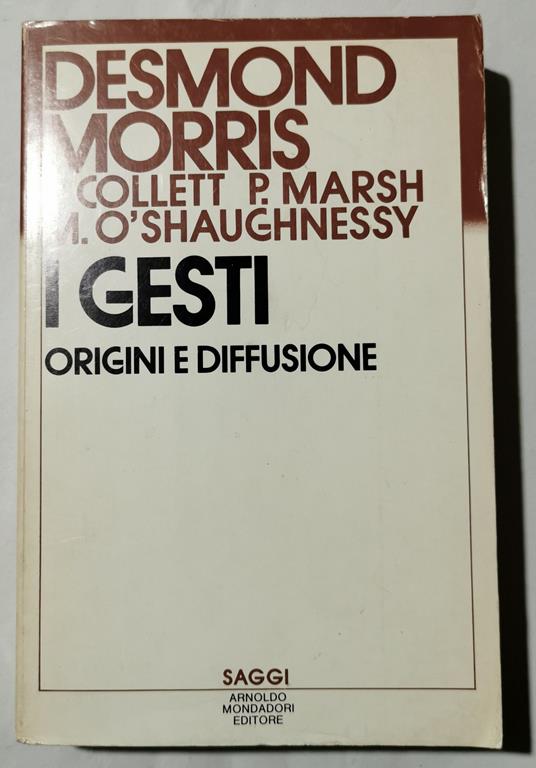 DESMOND
MORRIS
COLLETT P. MARSH
M. O'SHAUGHNESSY
I GESTI
ORIGINI E DIFFUSIONE
SAGGI
ARNOLDO
MONDADORI
EDITORE